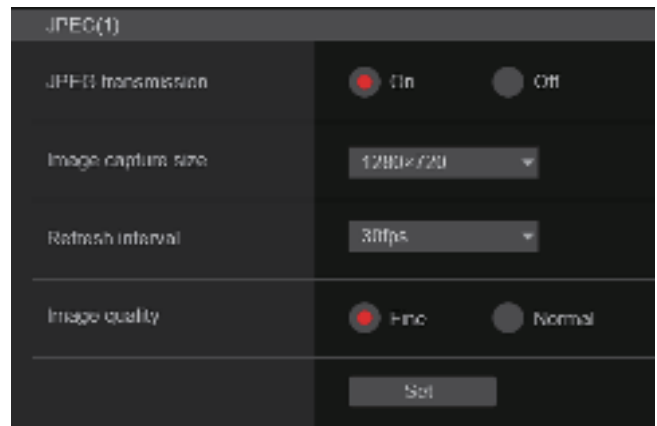 JPEG(1)
JPEG transmission On Off
Image capture size 1280×720
Refresh interval 30fps
Image quality Fine Normal
Set